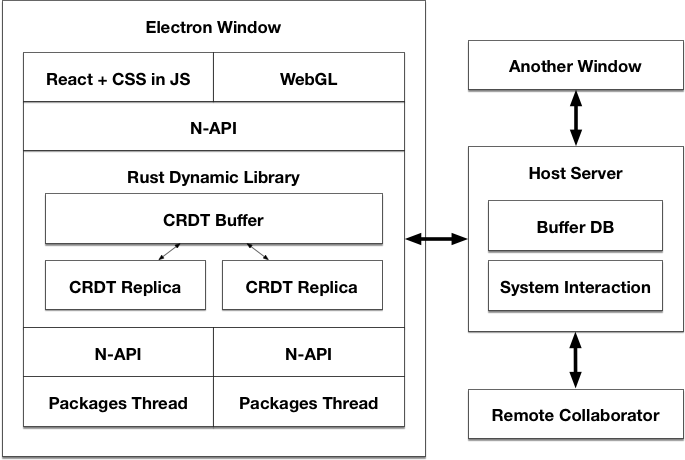 Electron Window
React + CSS in JS
WebGL
N-API
Rust Dynamic Library
CRDT Buffer
CRDT Replica
CRDT Replica
N-API
N-API
Packages Thread
Packages Thread
Another Window
Host Server
Buffer DB
System Interaction
Remote Collaborator